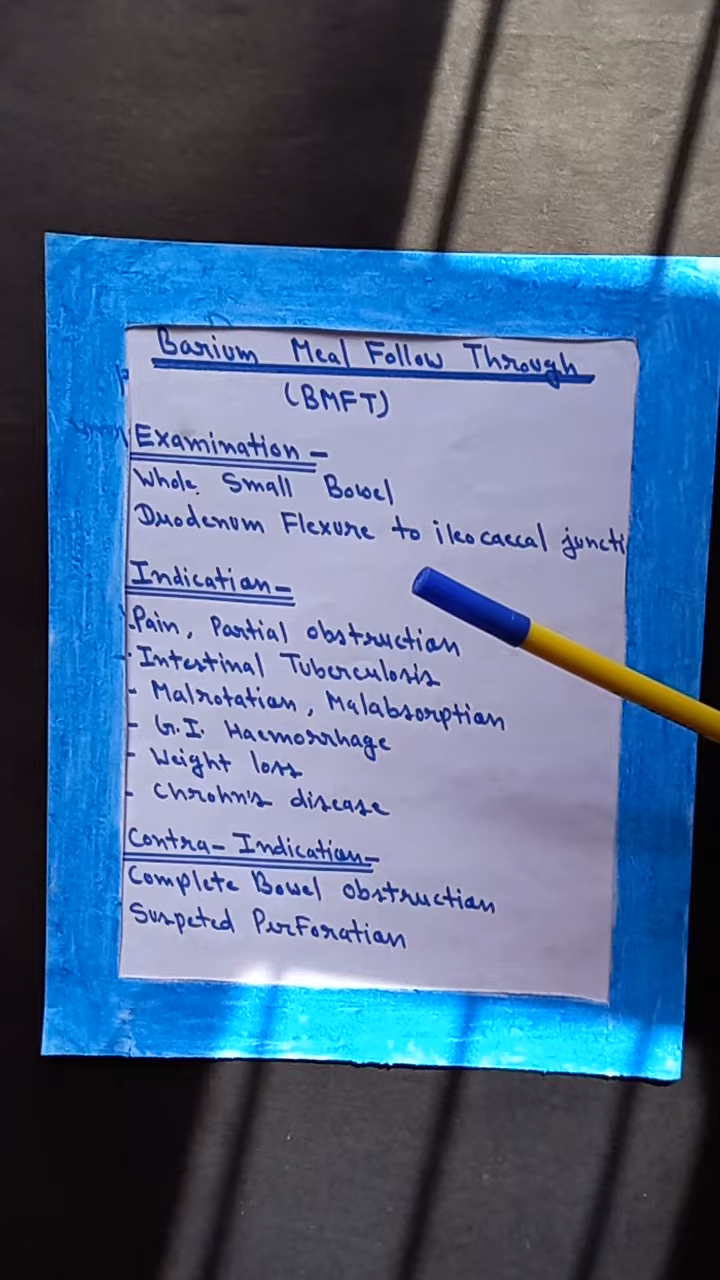 Barium Meal Follow Through
(BMFT)
Examination -
Whole Small Bowel
Duodenum Flexure to ileocaecal juncti
Indication -
- Pain, Partial obstruction
- Intestinal Tuberculosis
- Malrotation, Malabsorption
- G.I. Haemorrhage
- Weight loss
- Chrohn's disease
Contra-Indication -
Complete Bowel obstruction
Suspeted Perforation